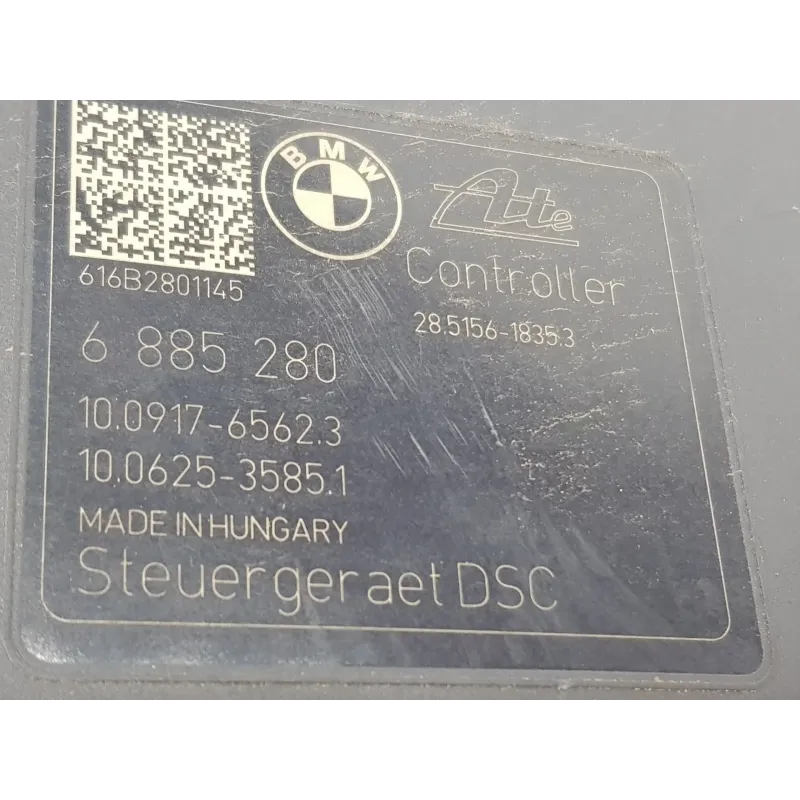 616B2801145
BMW
Ate
Controller
28.5156-1835.3
6 885 280
10.0917-6562.3
10.0625-3585.1
MADE IN HUNGARY
Steuergeraet DSC